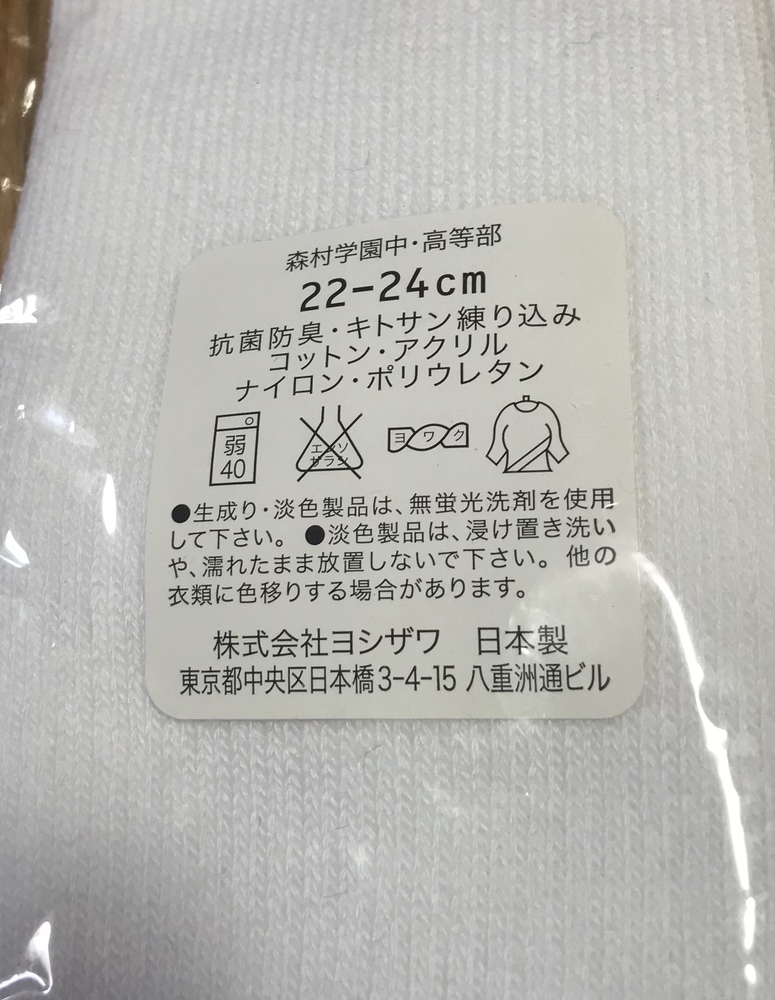 森村学園中・高等部
22-24cm
抗菌防臭・キトサン練り込み
コットン・アクリル
ナイロン・ポリウレタン
弱
40
エンソ
サラシ
ヨワク
●生成り・淡色製品は、無蛍光洗剤を使用
して下さい。●淡色製品は、浸け置き洗い
や、濡れたまま放置しないで下さい。他の
衣類に色移りする場合があります。
株式会社ヨシザワ 日本製
東京都中央区日本橋3-4-15 八重洲通ビル